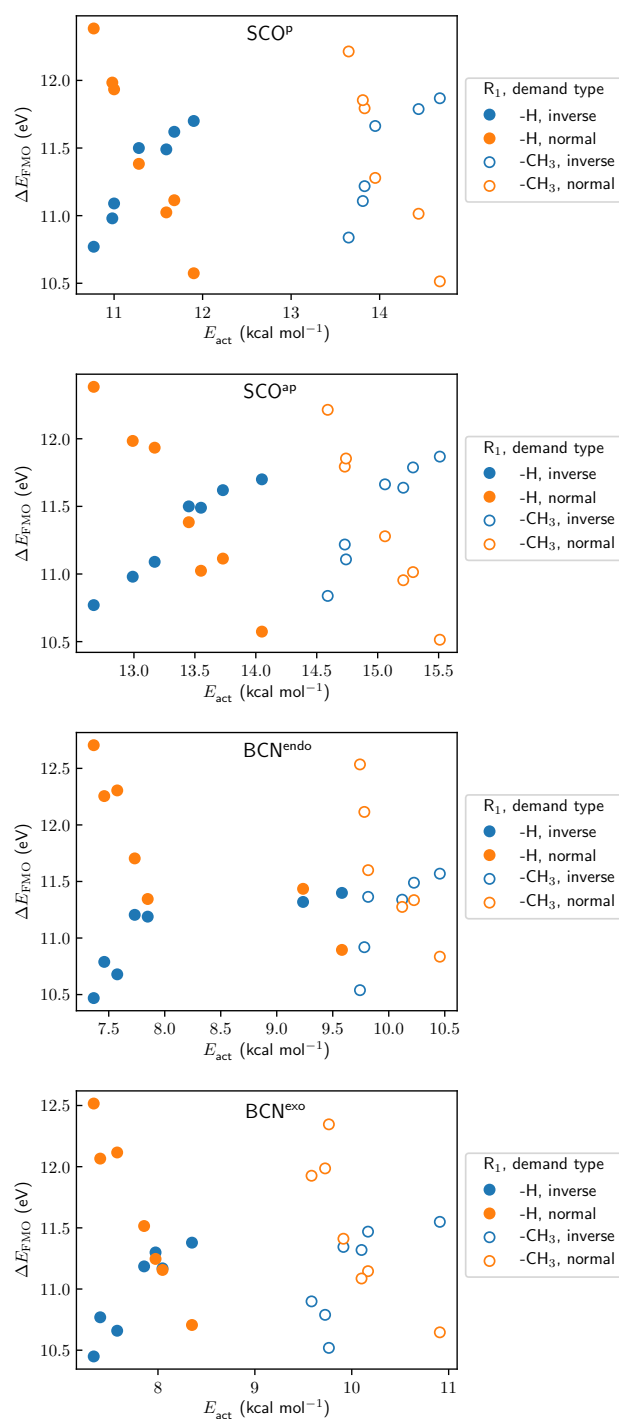 SCOᵖ
ΔE_FMO (eV)
12.0
11.5
11.0
10.5
11 12 13 14
E_act (kcal mol⁻¹)
R₁, demand type
-H, inverse
-H, normal
-CH₃, inverse
-CH₃, normal
SCOᵃᵖ
ΔE_FMO (eV)
12.0
11.5
11.0
10.5
13.0 13.5 14.0 14.5 15.0 15.5
E_act (kcal mol⁻¹)
R₁, demand type
-H, inverse
-H, normal
-CH₃, inverse
-CH₃, normal
BCNᵉⁿᵈᵒ
ΔE_FMO (eV)
12.5
12.0
11.5
11.0
10.5
7.5 8.0 8.5 9.0 9.5 10.0 10.5
E_act (kcal mol⁻¹)
R₁, demand type
-H, inverse
-H, normal
-CH₃, inverse
-CH₃, normal
BCNᵉˣᵒ
ΔE_FMO (eV)
12.5
12.0
11.5
11.0
10.5
8 9 10 11
E_act (kcal mol⁻¹)
R₁, demand type
-H, inverse
-H, normal
-CH₃, inverse
-CH₃, normal